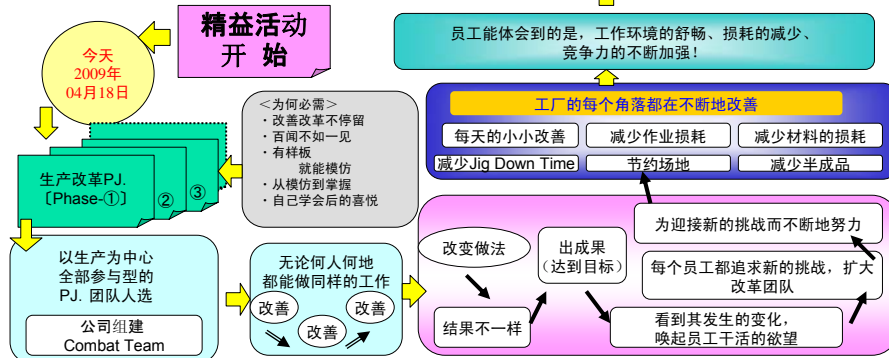 精益活动
开 始
今天
2009年
04月18日
<为何必需>
・改善改革不停留
・百闻不如一见
・有样板
就能模仿
・从模仿到掌握
・自己学会后的喜悦
生产改革PJ.
〔Phase-①〕
②
③
以生产为中心
全部参与型的
PJ. 团队人选
公司组建
Combat Team
无论何人何地
都能做同样的工作
改善
改善
改善
改变做法
结果不一样
出成果
(达到目标)
看到其发生的变化,
唤起员工干活的欲望
每个员工都追求新的挑战,扩大
改革团队
为迎接新的挑战而不断地努力
工厂的每个角落都在不断地改善
每天的小小改善
减少作业损耗
减少材料的损耗
减少Jig Down Time
节约场地
减少半成品
员工能体会到的是,工作环境的舒畅、损耗的减少、
竞争力的不断加强!